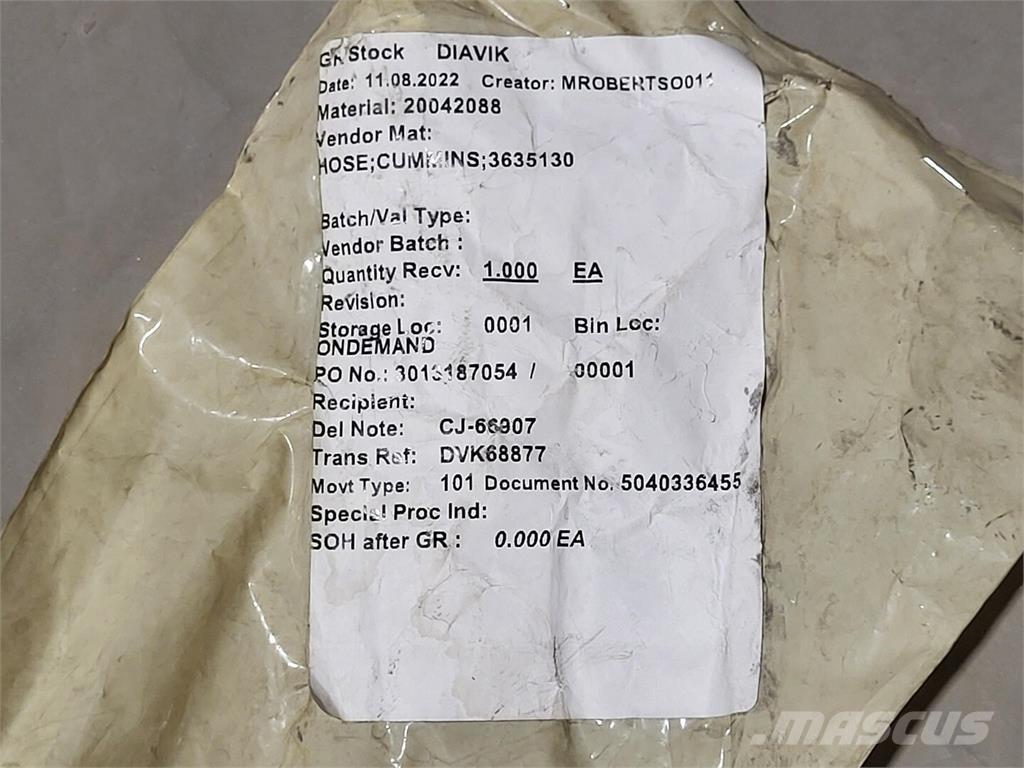 GR Stock DIAVIK
Date: 11.08.2022 Creator: MROBERTSO011
Material: 20042088
Vendor Mat:
HOSE;CUMMINS;3635130
Batch/Val Type:
Vendor Batch :
Quantity Recv: 1.000 EA
Revision:
Storage Loc: 0001 Bin Loc:
ONDEMAND
PO No.: 3013187054 / 00001
Recipient:
Del Note: CJ-66907
Trans Ref: DVK68877
Movt Type: 101 Document No. 5040336455
Special Proc Ind:
SOH after GR : 0.000 EA
MASCUS